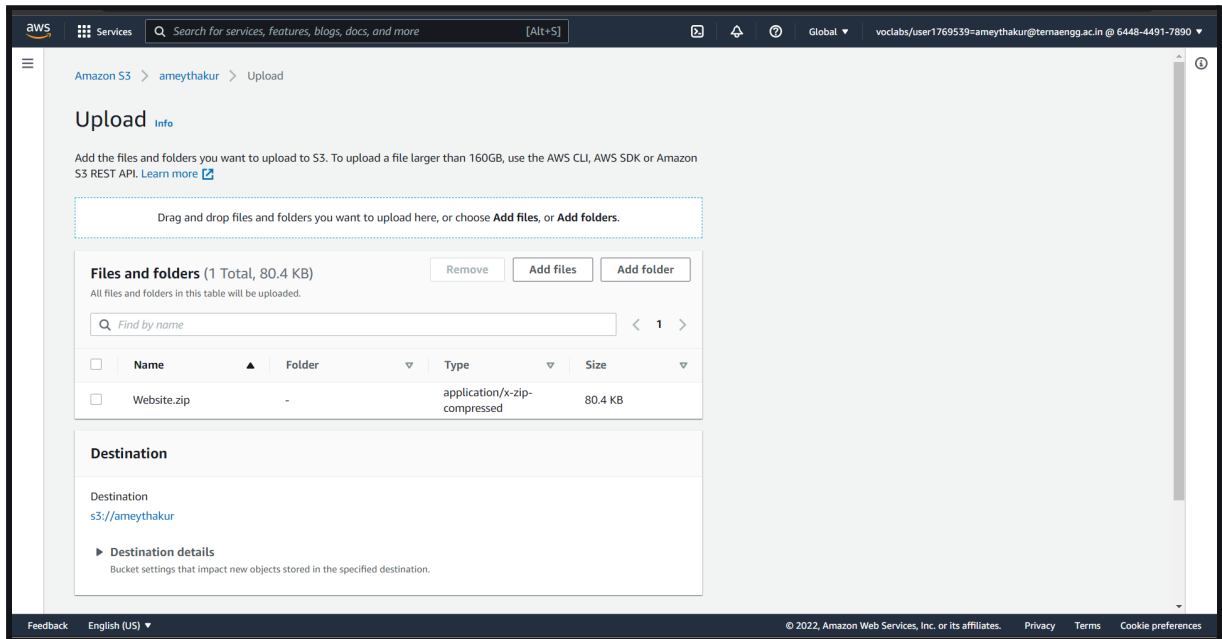 aws Services Search for services, features, blogs, docs, and more [Alt+S] Global ▼ voclabs/user1769539=ameythakur@ternaengg.ac.in @ 6448-4491-7890 ▼
Amazon S3 > ameythakur > Upload
Upload Info
Add the files and folders you want to upload to S3. To upload a file larger than 160GB, use the AWS CLI, AWS SDK or Amazon
S3 REST API. Learn more
Drag and drop files and folders you want to upload here, or choose Add files, or Add folders.
Files and folders (1 Total, 80.4 KB) Remove Add files Add folder
All files and folders in this table will be uploaded.
Find by name < 1 >
Name ▲ Folder ▽ Type ▽ Size ▽
Website.zip - application/x-zip- 80.4 KB
compressed
Destination
Destination
s3://ameythakur
▶ Destination details
Bucket settings that impact new objects stored in the specified destination.
Feedback English (US) ▼ © 2022, Amazon Web Services, Inc. or its affiliates. Privacy Terms Cookie preferences